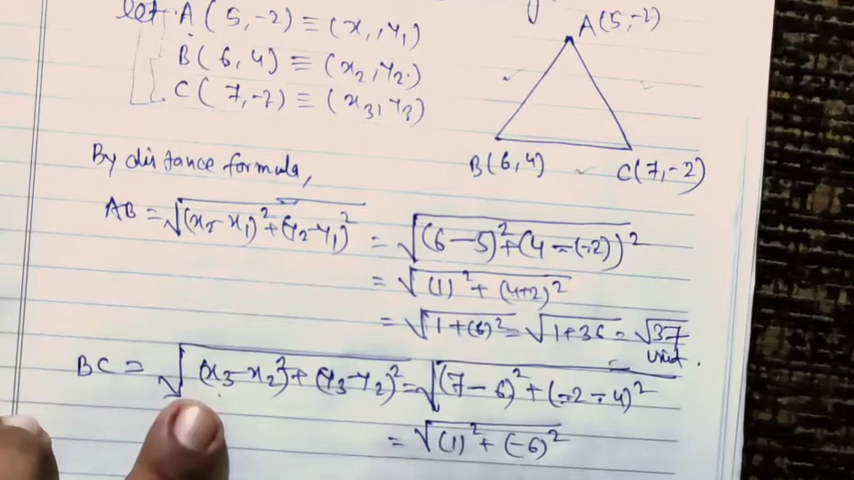 let A(5,-2) ≡ (x₁,y₁)
B(6,4) ≡ (x₂,y₂)
C(7,-2) ≡ (x₃,y₃)
A(5,-2)
B(6,4)
C(7,-2)
By distance formula,
AB = √((x₂-x₁)²+(y₂-y₁)²) = √((6-5)²+(4-(-2))²)
= √((1)²+(4+2)²)
= √(1+(6)²) = √(1+36) = √37 unit.
BC = √((x₃-x₂)²+(y₃-y₂)²) = √((7-6)²+(-2-4)²)
= √((1)²+(-6)²)